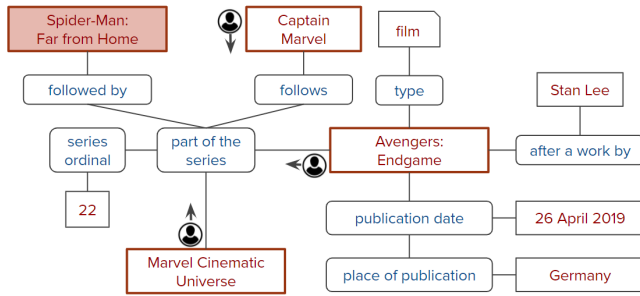 Spider-Man:
Far from Home
Captain
Marvel
film
followed by
follows
type
Stan Lee
series
ordinal
part of the
series
Avengers:
Endgame
after a work by
22
publication date
26 April 2019
Marvel Cinematic
Universe
place of publication
Germany